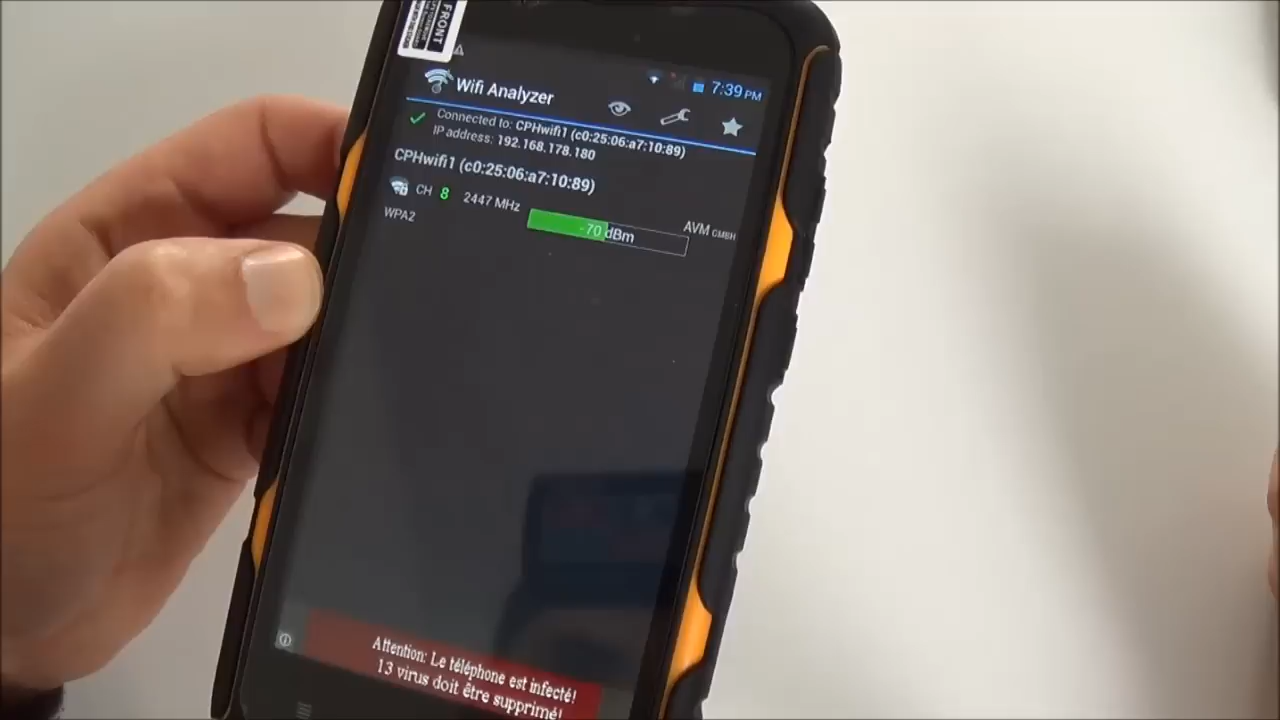 FRONT
7:39 PM
Wifi Analyzer
Connected to: CPHwifi1 (c0:25:06:a7:10:89)
IP address: 192.168.178.180
CPHwifi1 (c0:25:06:a7:10:89)
CH 8 2447 MHz
-70 dBm
AVM GMBH
WPA2
Attention: Le téléphone est infecté!
13 virus doit être supprimé!